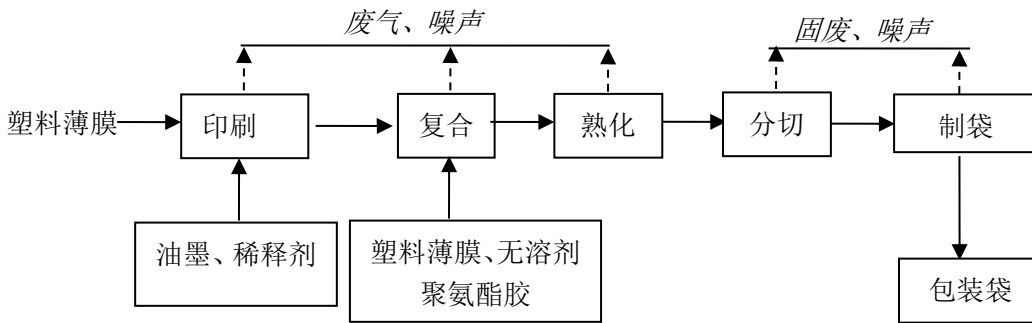 废气、噪声
固废、噪声
塑料薄膜
印刷
复合
熟化
分切
制袋
油墨、稀释剂
塑料薄膜、无溶剂
聚氨酯胶
包装袋